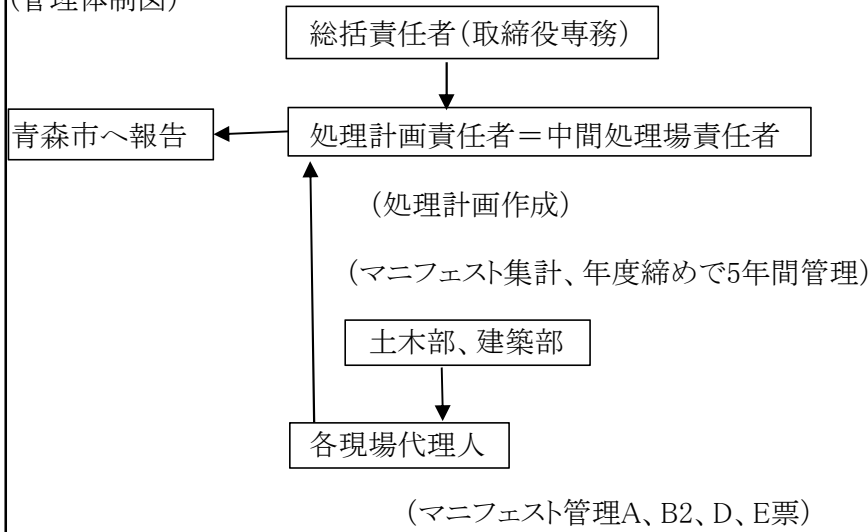 (管理体制図)
総括責任者(取締役専務)
青森市へ報告
処理計画責任者=中間処理場責任者
(処理計画作成)
(マニフェスト集計、年度締めで5年間管理)
土木部、建築部
各現場代理人
(マニフェスト管理A、B2、D、E票)